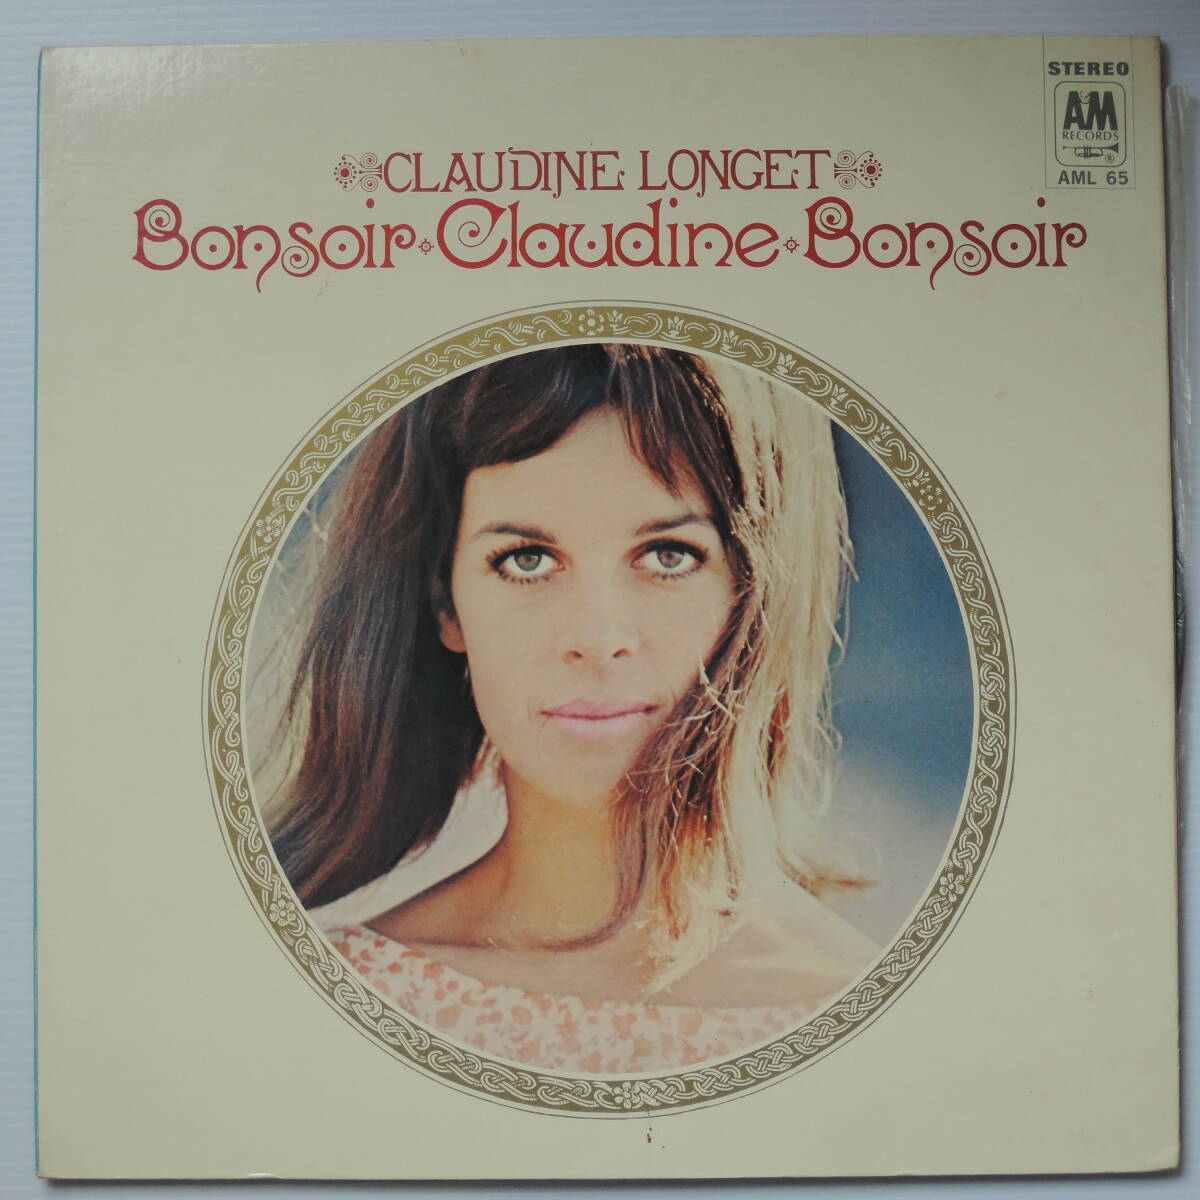 STEREO
A&M
RECORDS
®
AML 65
CLAUDINE LONGET
Bonsoir · Claudine · Bonsoir